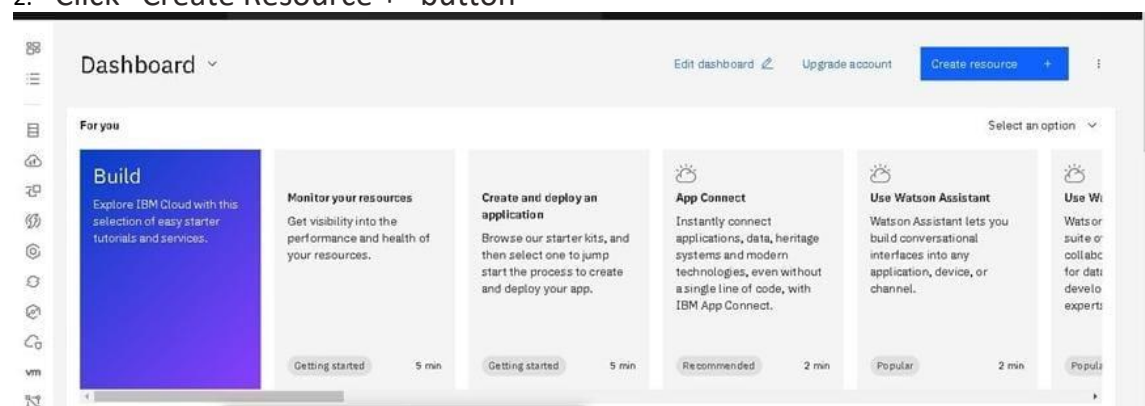 2. Click "Create Resource +" button
Dashboard
Edit dashboard
Upgrade account
Create resource +
For you
Select an option
Build
Explore IBM Cloud with this
selection of easy starter
tutorials and services.
Monitor your resources
Get visibility into the
performance and health of
your resources.
Getting started
5 min
Create and deploy an
application
Browse our starter kits, and
then select one to jump
start the process to create
and deploy your app.
Getting started
5 min
App Connect
Instantly connect
applications, data, heritage
systems and modern
technologies, even without
a single line of code, with
IBM App Connect.
Recommended
2 min
Use Watson Assistant
Watson Assistant lets you
build conversational
interfaces into any
application, device, or
channel.
Popular
2 min
Use
suite
for
vm